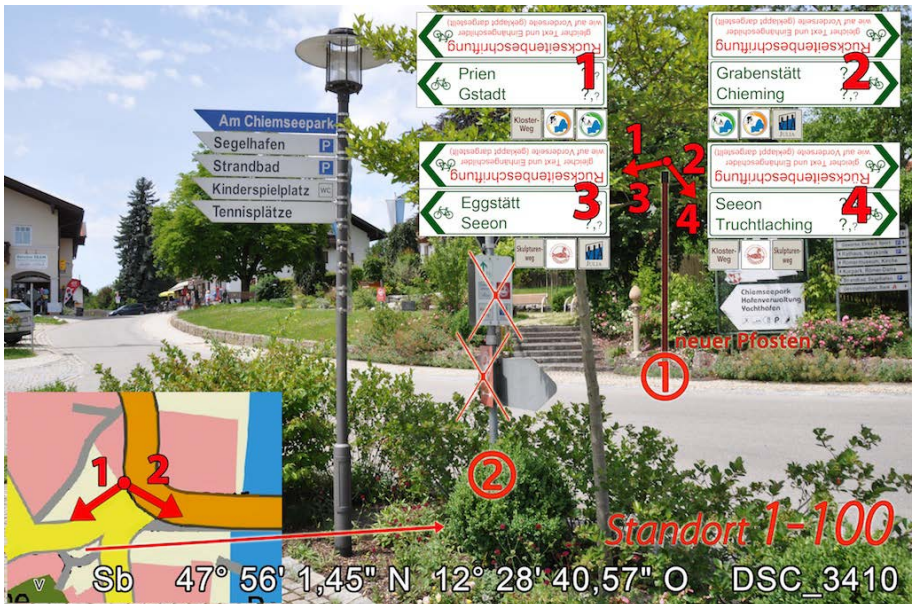 Am Chiemseepark
Segelhafen P
Strandbad P
Kinderspielplatz WC
Tennisplätze
Rückseitenbeschriftung
gleicher Text und Einhängeschilder
wie auf Vorderseite (geklappt dargestellt)
Prien ?
Gstadt ?,?
1
Kloster-
Weg
Rückseitenbeschriftung
gleicher Text und Einhängeschilder
wie auf Vorderseite (geklappt dargestellt)
Grabenstätt ?
Chieming ?,?
2
JULIA
Rückseitenbeschriftung
gleicher Text und Einhängeschilder
wie auf Vorderseite (geklappt dargestellt)
Eggstätt ?
Seeon ?,?
3
Skulpturen-
weg
JULIA
Rückseitenbeschriftung
gleicher Text und Einhängeschilder
wie auf Vorderseite (geklappt dargestellt)
Seeon ?
Truchtlaching ?,?
4
Kloster-
Weg
Skulpturen-
weg
1 2
3 4
Chiemseepark
Hafenverwaltung
Yachthafen
P
neuer Pfosten
1
2
1 2
Standort 1-100
v Sb 47° 56' 1,45" N 12° 28' 40,57" O DSC_3410